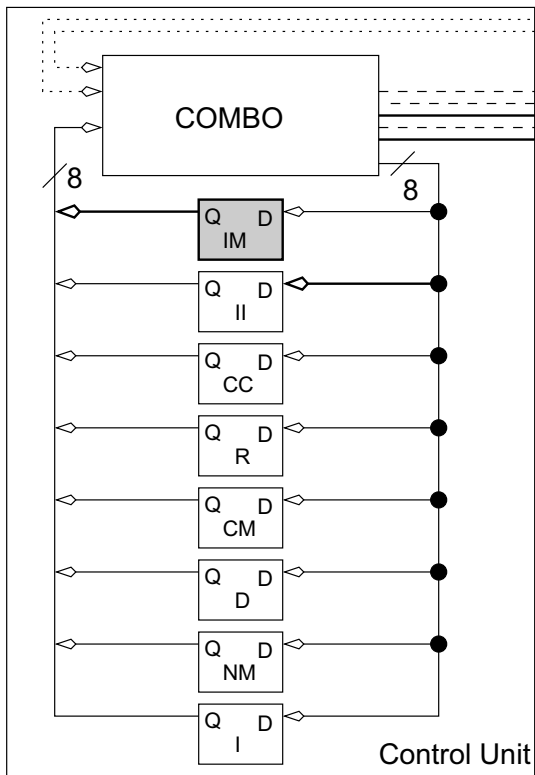 COMBO
8
8
Q D
IM
Q D
II
Q D
CC
Q D
R
Q D
CM
Q D
D
Q D
NM
Q D
I
Control Unit